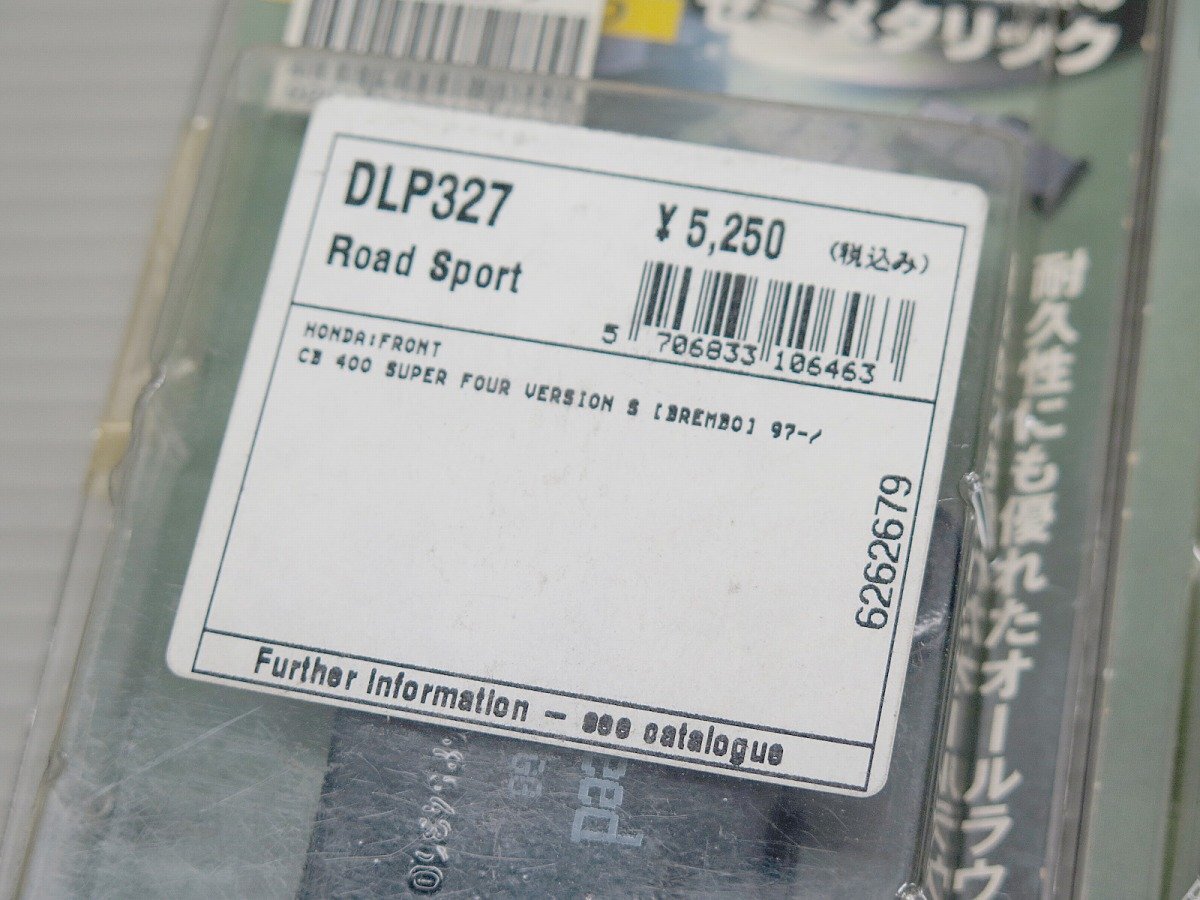 セミメタリック
DLP327
¥ 5,250 (税込み)
Road Sport
5 706833 106463
HONDA:FRONT
CB 400 SUPER FOUR VERSION S [BREMBO] 97-/
6262679
Further information – see catalogue
耐久性にも優れたオールラウ